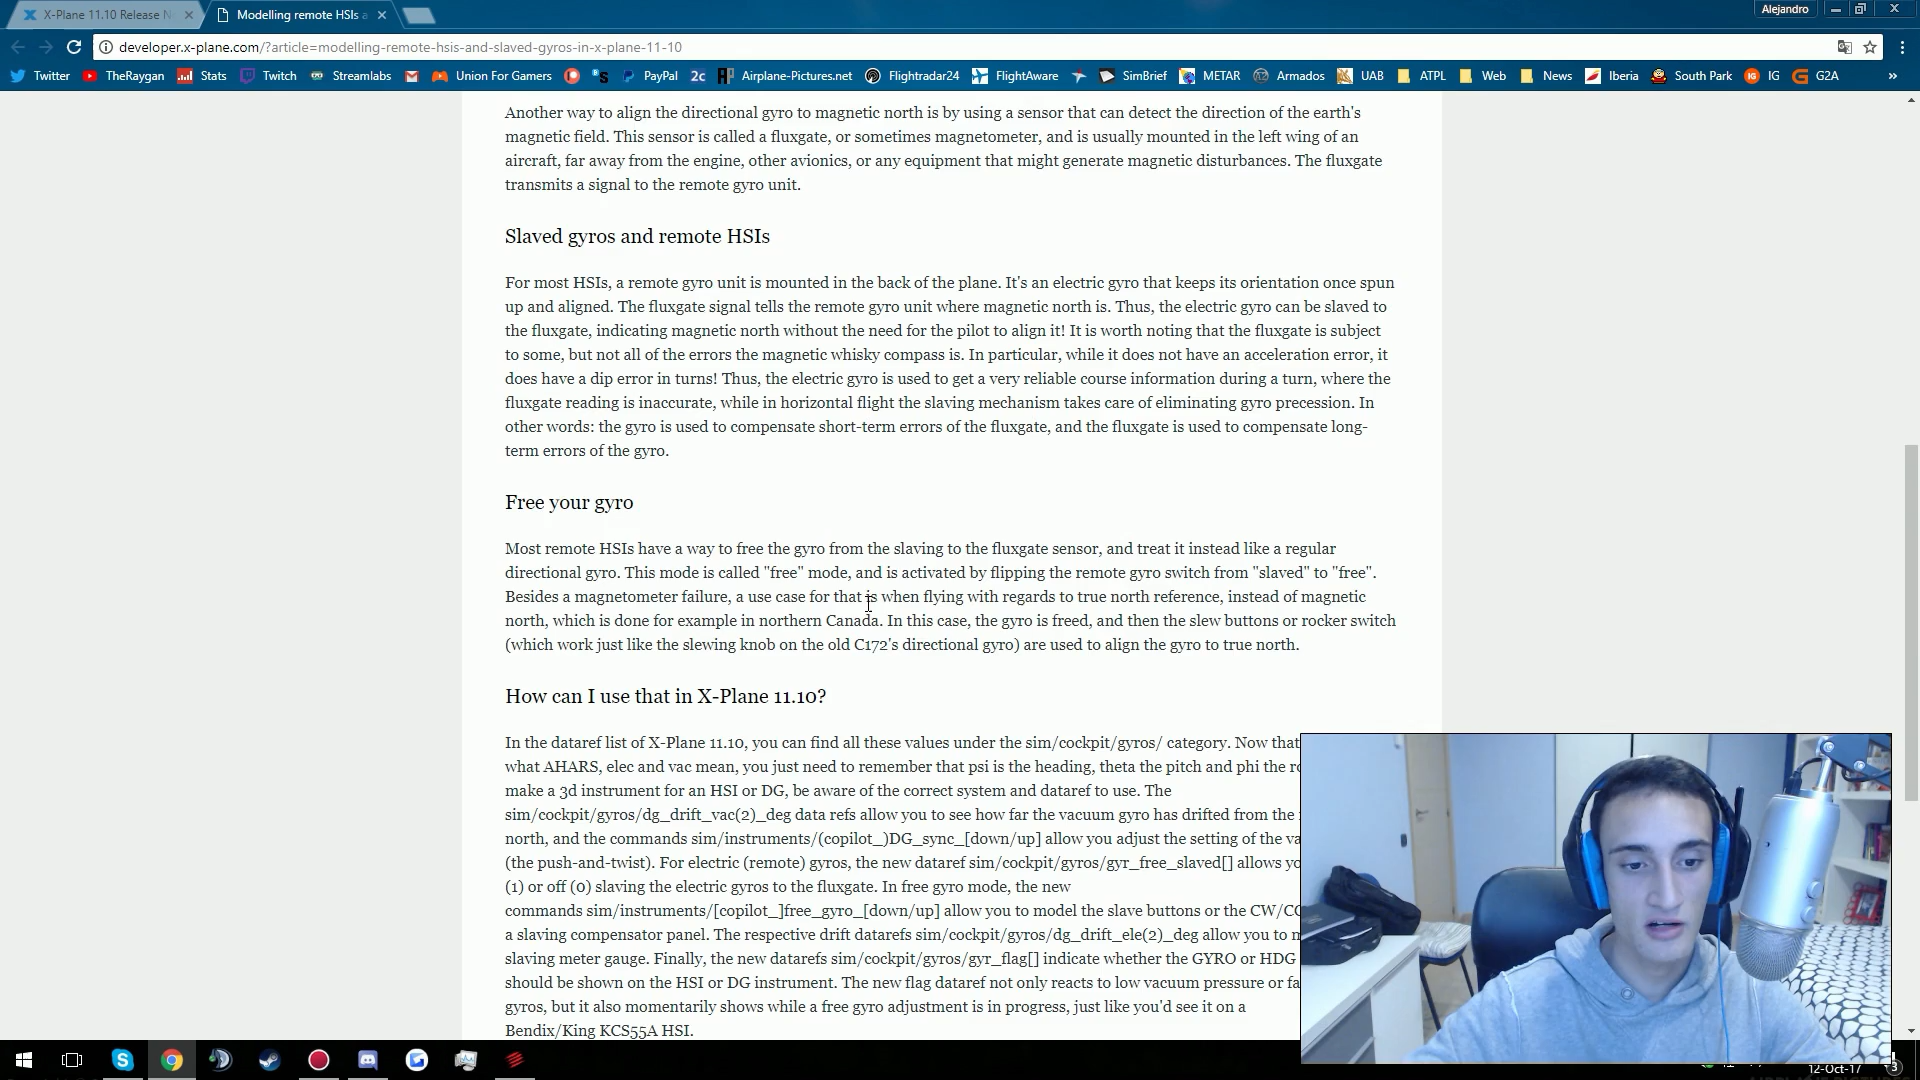 X-Plane 11.10 Release N
Modelling remote HSIs a
Alejandro
developer.x-plane.com/?article=modelling-remote-hsis-and-slaved-gyros-in-x-plane-11-10
Twitter TheRaygan Stats Twitch Streamlabs Union For Gamers PayPal 2c Airplane-Pictures.net Flightradar24 FlightAware SimBrief METAR Armados UAB ATPL Web News Iberia South Park IG G2A »
Another way to align the directional gyro to magnetic north is by using a sensor that can detect the direction of the earth's
magnetic field. This sensor is called a fluxgate, or sometimes magnetometer, and is usually mounted in the left wing of an
aircraft, far away from the engine, other avionics, or any equipment that might generate magnetic disturbances. The fluxgate
transmits a signal to the remote gyro unit.
Slaved gyros and remote HSIs
For most HSIs, a remote gyro unit is mounted in the back of the plane. It's an electric gyro that keeps its orientation once spun
up and aligned. The fluxgate signal tells the remote gyro unit where magnetic north is. Thus, the electric gyro can be slaved to
the fluxgate, indicating magnetic north without the need for the pilot to align it! It is worth noting that the fluxgate is subject
to some, but not all of the errors the magnetic whisky compass is. In particular, while it does not have an acceleration error, it
does have a dip error in turns! Thus, the electric gyro is used to get a very reliable course information during a turn, where the
fluxgate reading is inaccurate, while in horizontal flight the slaving mechanism takes care of eliminating gyro precession. In
other words: the gyro is used to compensate short-term errors of the fluxgate, and the fluxgate is used to compensate long-
term errors of the gyro.
Free your gyro
Most remote HSIs have a way to free the gyro from the slaving to the fluxgate sensor, and treat it instead like a regular
directional gyro. This mode is called "free" mode, and is activated by flipping the remote gyro switch from "slaved" to "free".
Besides a magnetometer failure, a use case for that is when flying with regards to true north reference, instead of magnetic
north, which is done for example in northern Canada. In this case, the gyro is freed, and then the slew buttons or rocker switch
(which work just like the slewing knob on the old C172's directional gyro) are used to align the gyro to true north.
How can I use that in X-Plane 11.10?
In the dataref list of X-Plane 11.10, you can find all these values under the sim/cockpit/gyros/ category. Now that
what AHARS, elec and vac mean, you just need to remember that psi is the heading, theta the pitch and phi the ro
make a 3d instrument for an HSI or DG, be aware of the correct system and dataref to use. The
sim/cockpit/gyros/dg_drift_vac(2)_deg data refs allow you to see how far the vacuum gyro has drifted from the
north, and the commands sim/instruments/(copilot_)DG_sync_[down/up] allow you adjust the setting of the va
(the push-and-twist). For electric (remote) gyros, the new dataref sim/cockpit/gyros/gyr_free_slaved[] allows yo
(1) or off (0) slaving the electric gyros to the fluxgate. In free gyro mode, the new
commands sim/instruments/[copilot_]free_gyro_[down/up] allow you to model the slave buttons or the CW/CC
a slaving compensator panel. The respective drift datarefs sim/cockpit/gyros/dg_drift_ele(2)_deg allow you to m
slaving meter gauge. Finally, the new datarefs sim/cockpit/gyros/gyr_flag[] indicate whether the GYRO or HDG
should be shown on the HSI or DG instrument. The new flag dataref not only reacts to low vacuum pressure or fa
gyros, but it also momentarily shows while a free gyro adjustment is in progress, just like you'd see it on a
Bendix/King KCS55A HSI.
12-Oct-17
3